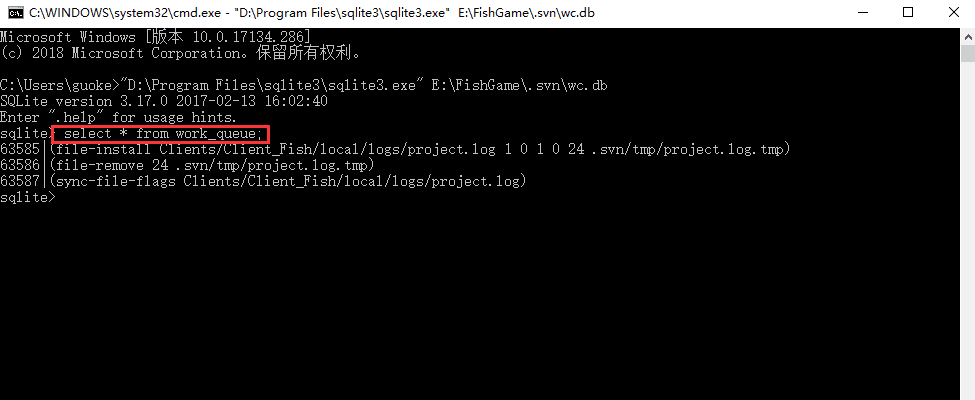 C:\WINDOWS\system32\cmd.exe - "D:\Program Files\sqlite3\sqlite3.exe" E:\FishGame\.svn\wc.db
Microsoft Windows [版本 10.0.17134.286]
(c) 2018 Microsoft Corporation。保留所有权利。
C:\Users\guoke>"D:\Program Files\sqlite3\sqlite3.exe" E:\FishGame\.svn\wc.db
SQLite version 3.17.0 2017-02-13 16:02:40
Enter ".help" for usage hints.
sqlite> select * from work_queue;
63585|(file-install Clients/Client_Fish/local/logs/project.log 1 0 1 0 24 .svn/tmp/project.log.tmp)
63586|(file-remove 24 .svn/tmp/project.log.tmp)
63587|(sync-file-flags Clients/Client_Fish/local/logs/project.log)
sqlite>